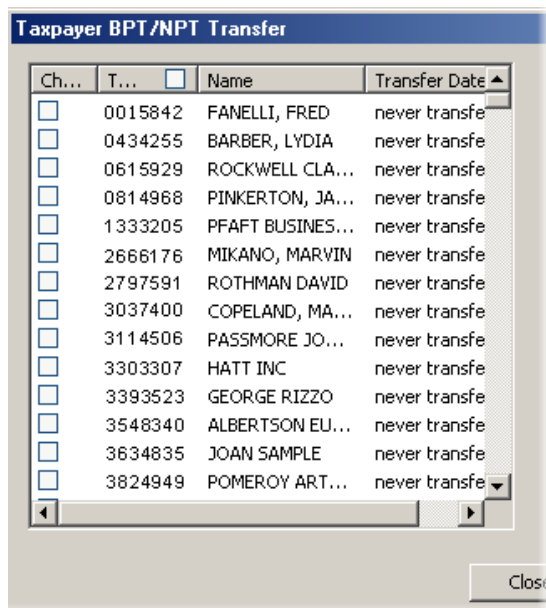 Taxpayer BPT/NPT Transfer
Ch... T... Name Transfer Date
0015842 FANELLI, FRED never transfe
0434255 BARBER, LYDIA never transfe
0615929 ROCKWELL CLA... never transfe
0814968 PINKERTON, JA... never transfe
1333205 PFAFT BUSINES... never transfe
2666176 MIKANO, MARVIN never transfe
2797591 ROTHMAN DAVID never transfe
3037400 COPELAND, MA... never transfe
3114506 PASSMORE JO... never transfe
3303307 HATT INC never transfe
3393523 GEORGE RIZZO never transfe
3548340 ALBERTSON EU... never transfe
3634835 JOAN SAMPLE never transfe
3824949 POMEROY ART... never transfe
Close